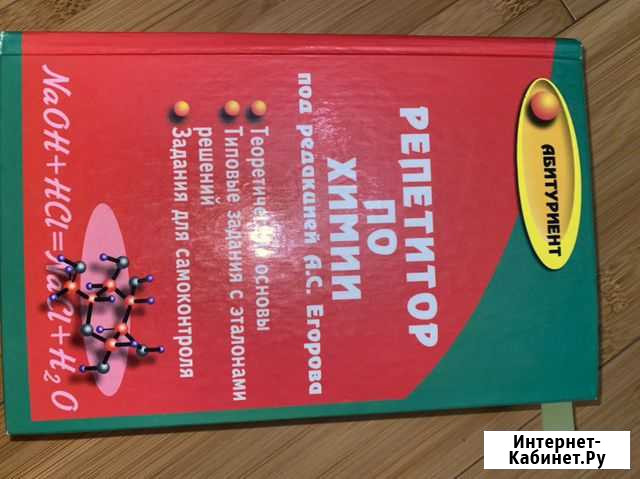 АБИТУРИЕНТ
РЕПЕТИТОР
ПО
ХИМИИ
под редакцией А.С. Егорова
Теоретические основы
Типовые задания с эталонами
решений
Задания для самоконтроля
NaOH+HCl=NaCl+H₂O
Интернет-
Кабинет.Ру